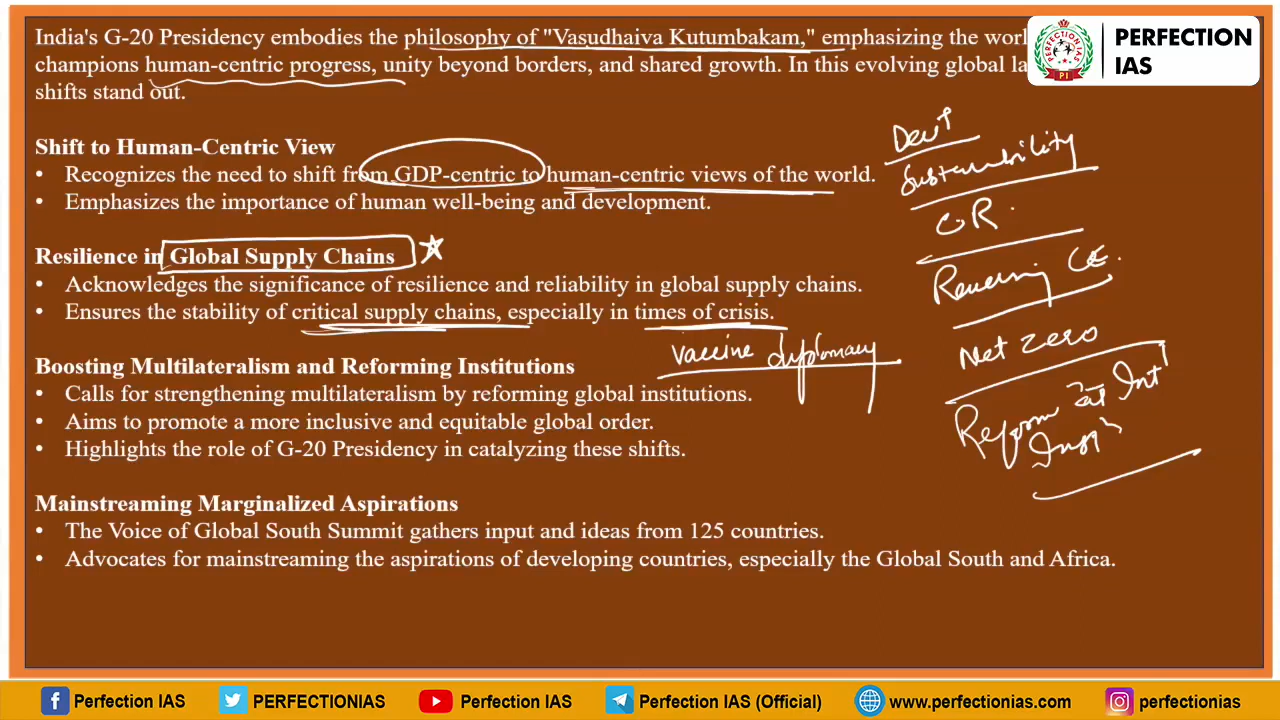 India's G-20 Presidency embodies the philosophy of "Vasudhaiva Kutumbakam," emphasizing the worl
champions human-centric progress, unity beyond borders, and shared growth. In this evolving global la
shifts stand out.
PERFECTION
IAS
PERFECTION IAS
PI
Shift to Human-Centric View
• Recognizes the need to shift from GDP-centric to human-centric views of the world.
• Emphasizes the importance of human well-being and development.
Resilience in Global Supply Chains
• Acknowledges the significance of resilience and reliability in global supply chains.
• Ensures the stability of critical supply chains, especially in times of crisis.
vaccine diplomacy
Boosting Multilateralism and Reforming Institutions
• Calls for strengthening multilateralism by reforming global institutions.
• Aims to promote a more inclusive and equitable global order.
• Highlights the role of G-20 Presidency in catalyzing these shifts.
Mainstreaming Marginalized Aspirations
• The Voice of Global South Summit gathers input and ideas from 125 countries.
• Advocates for mainstreaming the aspirations of developing countries, especially the Global South and Africa.
Sustainability
Net Zero
Perfection IAS
PERFECTIONIAS
Perfection IAS
Perfection IAS (Official)
www.perfectionias.com
perfectionias